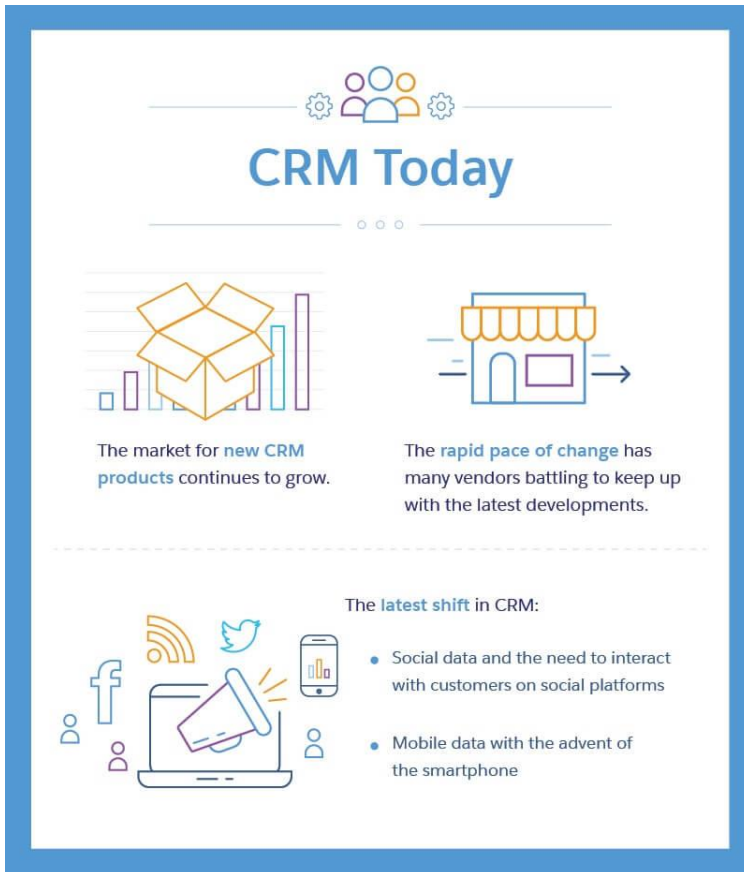 CRM Today
The market for new CRM
products continues to grow.
The rapid pace of change has
many vendors battling to keep up
with the latest developments.
The latest shift in CRM:
Social data and the need to interact
with customers on social platforms
Mobile data with the advent of
the smartphone